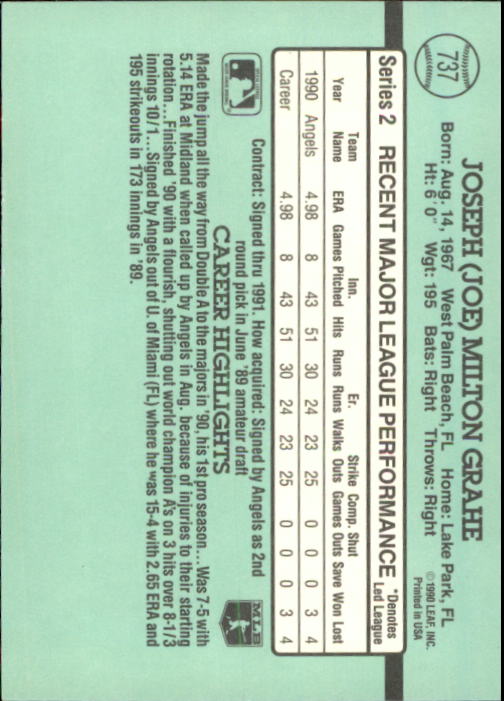 737
JOSEPH (JOE) MILTON GRAHE
Born: Aug. 14, 1967 West Palm Beach, FL Home: Lake Park, FL
Ht: 6' 0" Wgt: 195 Bats: Right Throws: Right
© 1990 LEAF, INC.
Printed in USA
Series 2 RECENT MAJOR LEAGUE PERFORMANCE *Denotes
Led League
Team Inn. Er. Strike Comp. Shut
Year Name ERA Games Pitched Hits Runs Runs Walks Outs Games Outs Save Won Lost
1990 Angels 4.98 8 43 51 30 24 23 25 0 0 0 3 4
Career 4.98 8 43 51 30 24 23 25 0 0 0 3 4
Contract: Signed thru 1991. How acquired: Signed by Angels as 2nd
round pick in June '89 amateur draft
MLB
CAREER HIGHLIGHTS
Made the jump all the way from Double A to the majors in '90, his 1st pro season...Was 7-5 with
5.14 ERA at Midland when called up by Angels in Aug. because of injuries to their starting
rotation...Finished '90 with a flourish, shutting out world champion A's on 3 hits over 8-1/3
innings 10/1...Signed by Angels out of U. of Miami (FL) where he was 15-4 with 2.65 ERA and
195 strikeouts in 173 innings in '89.